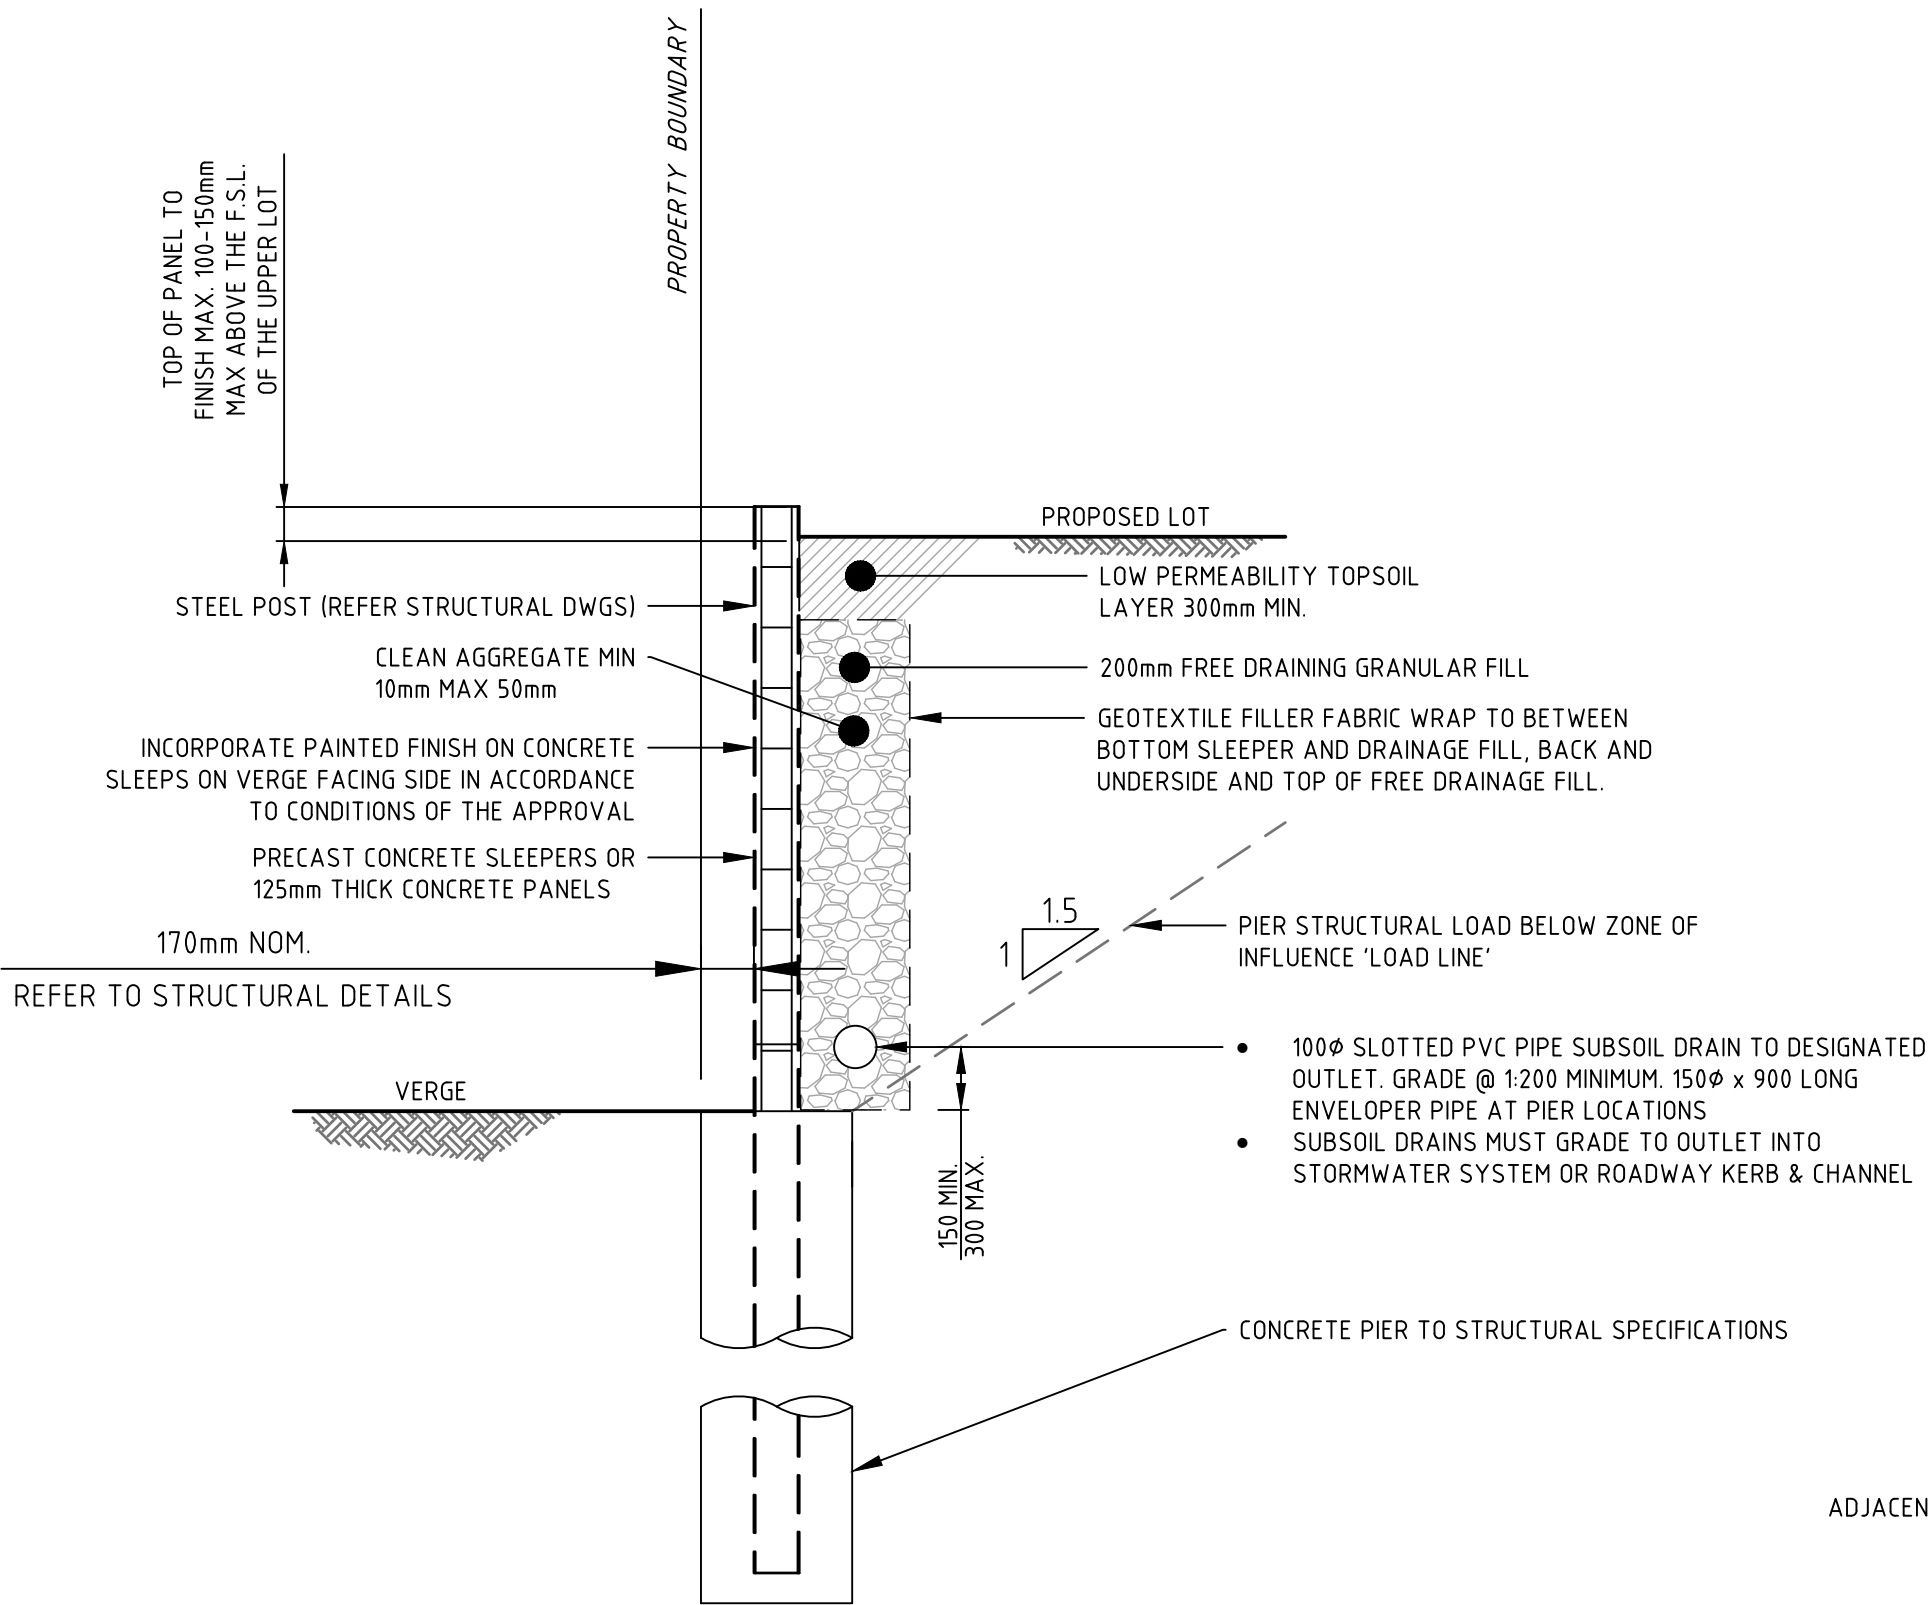 PROPERTY BOUNDARY
TOP OF PANEL TO
FINISH MAX. 100-150mm
MAX ABOVE THE F.S.L.
OF THE UPPER LOT
PROPOSED LOT
LOW PERMEABILITY TOPSOIL
LAYER 300mm MIN.
STEEL POST (REFER STRUCTURAL DWGS)
CLEAN AGGREGATE MIN
10mm MAX 50mm
200mm FREE DRAINING GRANULAR FILL
GEOTEXTILE FILLER FABRIC WRAP TO BETWEEN
BOTTOM SLEEPER AND DRAINAGE FILL, BACK AND
UNDERSIDE AND TOP OF FREE DRAINAGE FILL.
INCORPORATE PAINTED FINISH ON CONCRETE
SLEEPS ON VERGE FACING SIDE IN ACCORDANCE
TO CONDITIONS OF THE APPROVAL
PRECAST CONCRETE SLEEPERS OR
125mm THICK CONCRETE PANELS
1.5
1
PIER STRUCTURAL LOAD BELOW ZONE OF
INFLUENCE 'LOAD LINE'
170mm NOM.
REFER TO STRUCTURAL DETAILS
• 100Ø SLOTTED PVC PIPE SUBSOIL DRAIN TO DESIGNATED
OUTLET. GRADE @ 1:200 MINIMUM. 150Ø x 900 LONG
ENVELOPER PIPE AT PIER LOCATIONS
• SUBSOIL DRAINS MUST GRADE TO OUTLET INTO
STORMWATER SYSTEM OR ROADWAY KERB & CHANNEL
VERGE
150 MIN.
300 MAX.
CONCRETE PIER TO STRUCTURAL SPECIFICATIONS
ADJACEN